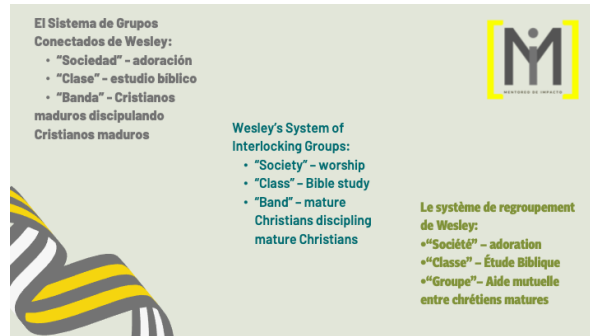 El Sistema de Grupos
Conectados de Wesley:
• “Sociedad” – adoración
• “Clase” – estudio bíblico
• “Banda” – Cristianos
maduros discipulando
Cristianos maduros
MENTORES DE IMPACTO
Wesley’s System of
Interlocking Groups:
• “Society” – worship
• “Class” – Bible study
• “Band” – mature
Christians discipling
mature Christians
Le système de regroupement
de Wesley:
•“Société” – adoration
•“Classe” – Étude Biblique
•“Groupe”– Aide mutuelle
entre chrétiens matures